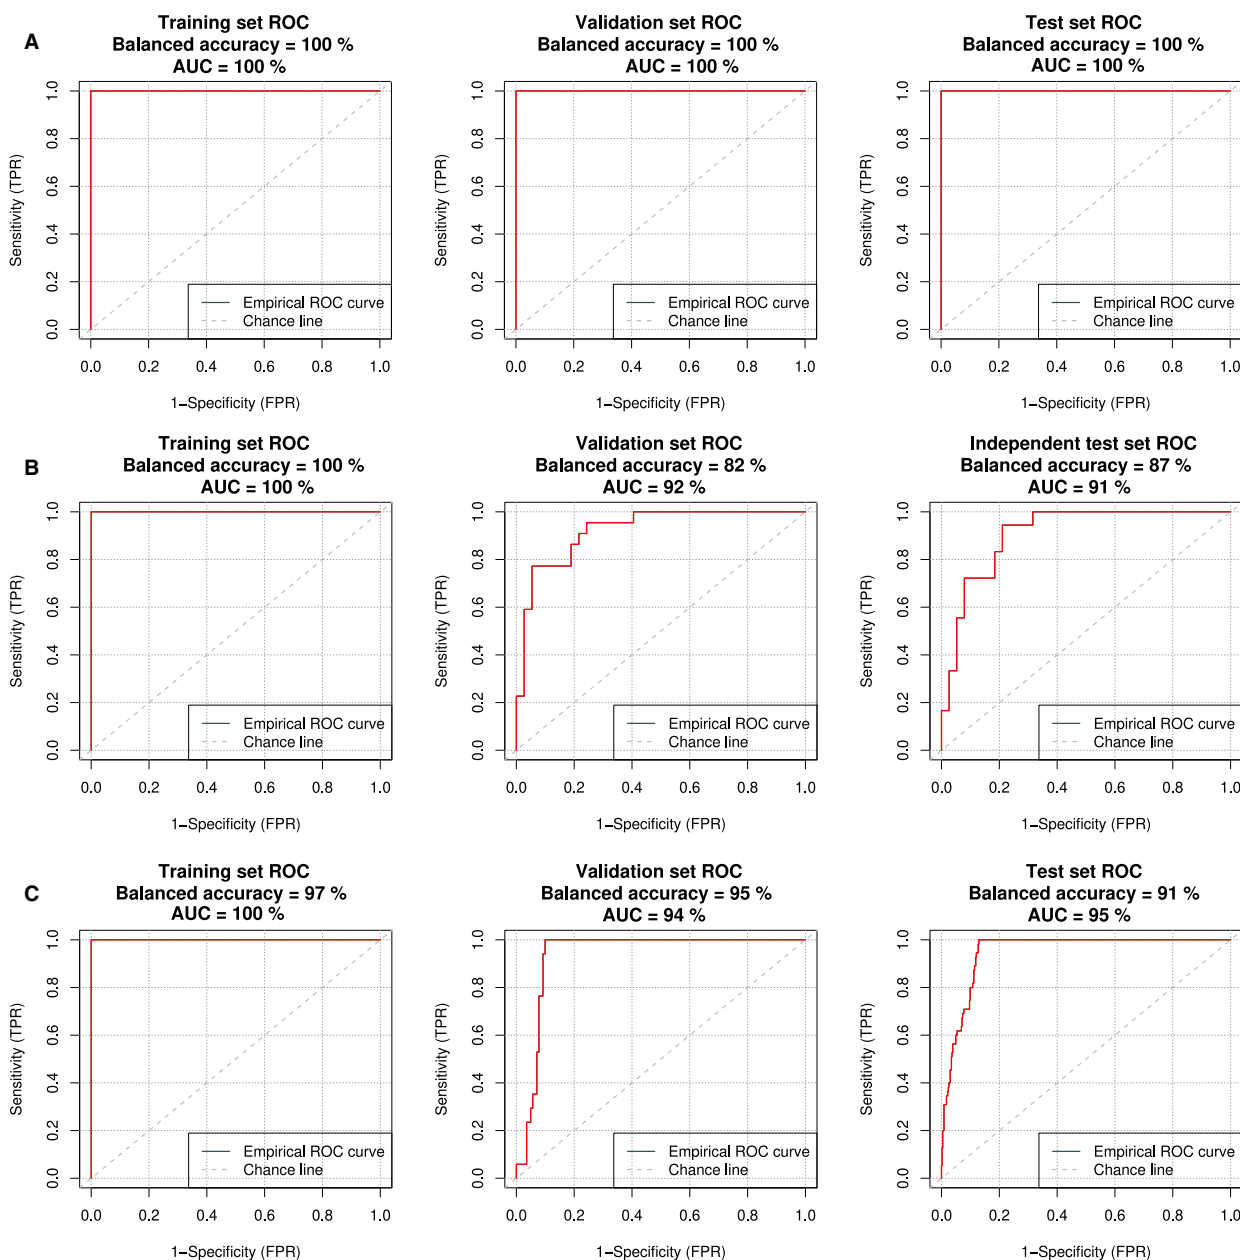 A
Training set ROC
Balanced accuracy = 100 %
AUC = 100 %
Sensitivity (TPR)
0.0 0.2 0.4 0.6 0.8 1.0
Empirical ROC curve
Chance line
0.0 0.2 0.4 0.6 0.8 1.0
1−Specificity (FPR)
Validation set ROC
Balanced accuracy = 100 %
AUC = 100 %
Sensitivity (TPR)
0.0 0.2 0.4 0.6 0.8 1.0
Empirical ROC curve
Chance line
0.0 0.2 0.4 0.6 0.8 1.0
1−Specificity (FPR)
Test set ROC
Balanced accuracy = 100 %
AUC = 100 %
Sensitivity (TPR)
0.0 0.2 0.4 0.6 0.8 1.0
Empirical ROC curve
Chance line
0.0 0.2 0.4 0.6 0.8 1.0
1−Specificity (FPR)
B
Training set ROC
Balanced accuracy = 100 %
AUC = 100 %
Sensitivity (TPR)
0.0 0.2 0.4 0.6 0.8 1.0
Empirical ROC curve
Chance line
0.0 0.2 0.4 0.6 0.8 1.0
1−Specificity (FPR)
Validation set ROC
Balanced accuracy = 82 %
AUC = 92 %
Sensitivity (TPR)
0.0 0.2 0.4 0.6 0.8 1.0
Empirical ROC curve
Chance line
0.0 0.2 0.4 0.6 0.8 1.0
1−Specificity (FPR)
Independent test set ROC
Balanced accuracy = 87 %
AUC = 91 %
Sensitivity (TPR)
0.0 0.2 0.4 0.6 0.8 1.0
Empirical ROC curve
Chance line
0.0 0.2 0.4 0.6 0.8 1.0
1−Specificity (FPR)
C
Training set ROC
Balanced accuracy = 97 %
AUC = 100 %
Sensitivity (TPR)
0.0 0.2 0.4 0.6 0.8 1.0
Empirical ROC curve
Chance line
0.0 0.2 0.4 0.6 0.8 1.0
1−Specificity (FPR)
Validation set ROC
Balanced accuracy = 95 %
AUC = 94 %
Sensitivity (TPR)
0.0 0.2 0.4 0.6 0.8 1.0
Empirical ROC curve
Chance line
0.0 0.2 0.4 0.6 0.8 1.0
1−Specificity (FPR)
Test set ROC
Balanced accuracy = 91 %
AUC = 95 %
Sensitivity (TPR)
0.0 0.2 0.4 0.6 0.8 1.0
Empirical ROC curve
Chance line
0.0 0.2 0.4 0.6 0.8 1.0
1−Specificity (FPR)